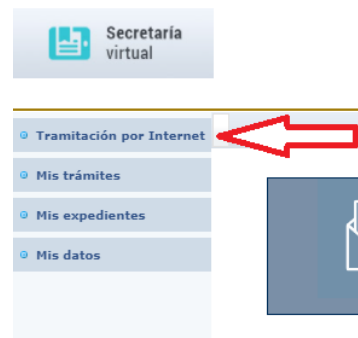 Secretaría
virtual
Tramitación por Internet
Mis trámites
Mis expedientes
Mis datos